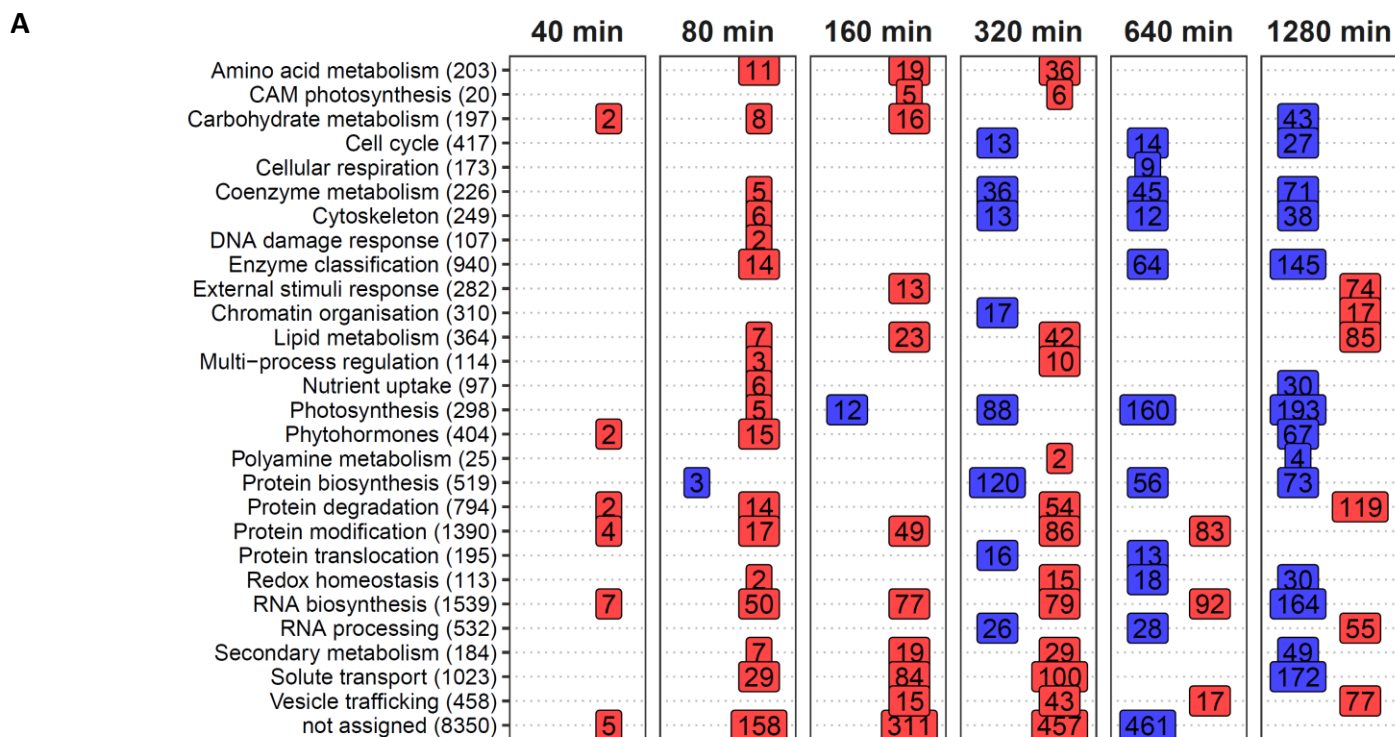 A
40 min 80 min 160 min 320 min 640 min 1280 min
Amino acid metabolism (203) 11 19 36
CAM photosynthesis (20) 5 6
Carbohydrate metabolism (197) 2 8 16 43
Cell cycle (417) 13 14 27
Cellular respiration (173) 9
Coenzyme metabolism (226) 5 36 45 71
Cytoskeleton (249) 6 13 12 38
DNA damage response (107) 2
Enzyme classification (940) 14 64 145
External stimuli response (282) 13 74
Chromatin organisation (310) 17 17
Lipid metabolism (364) 7 23 42 85
Multi−process regulation (114) 3 10
Nutrient uptake (97) 6 30
Photosynthesis (298) 5 12 88 160 193
Phytohormones (404) 2 15 67
Polyamine metabolism (25) 2 4
Protein biosynthesis (519) 3 120 56 73
Protein degradation (794) 2 14 54 119
Protein modification (1390) 4 17 49 86 83
Protein translocation (195) 16 13
Redox homeostasis (113) 2 15 18 30
RNA biosynthesis (1539) 7 50 77 79 92 164
RNA processing (532) 26 28 55
Secondary metabolism (184) 7 19 29 49
Solute transport (1023) 29 84 100 172
Vesicle trafficking (458) 15 43 17 77
not assigned (8350) 5 158 311 457 461